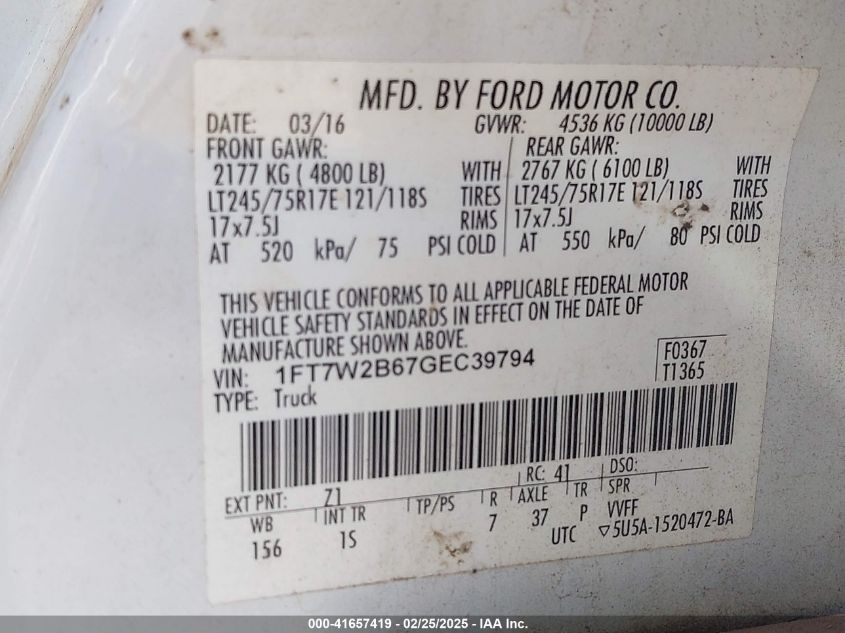 MFD. BY FORD MOTOR CO.
DATE: 03/16 GVWR: 4536 KG (10000 LB)
FRONT GAWR: REAR GAWR:
2177 KG ( 4800 LB) WITH 2767 KG ( 6100 LB) WITH
LT245/75R17E 121/118S TIRES LT245/75R17E 121/118S TIRES
17x7.5J RIMS 17x7.5J RIMS
AT 520 kPa/ 75 PSI COLD AT 550 kPa/ 80 PSI COLD
THIS VEHICLE CONFORMS TO ALL APPLICABLE FEDERAL MOTOR
VEHICLE SAFETY STANDARDS IN EFFECT ON THE DATE OF
MANUFACTURE SHOWN ABOVE.
VIN: 1FT7W2B67GEC39794 F0367
TYPE: Truck T1365
EXT PNT: Z1 RC: 41 DSO:
WB INT TR TP/PS R AXLE TR SPR
156 1S 7 37 P VVFF
UTC ▽5U5A-1520472-BA
000-41657419 - 02/25/2025 - IAA Inc.